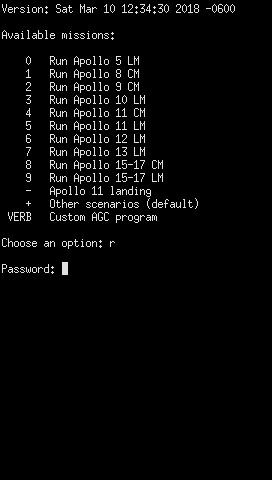 Version: Sat Mar 10 12:34:30 2018 -0600
Available missions:
0 Run Apollo 5 LM
1 Run Apollo 8 CM
2 Run Apollo 9 CM
3 Run Apollo 10 LM
4 Run Apollo 11 CM
5 Run Apollo 11 LM
6 Run Apollo 12 LM
7 Run Apollo 13 LM
8 Run Apollo 15-17 CM
9 Run Apollo 15-17 LM
- Apollo 11 landing
+ Other scenarios (default)
VERB Custom AGC program
Choose an option: r
Password: